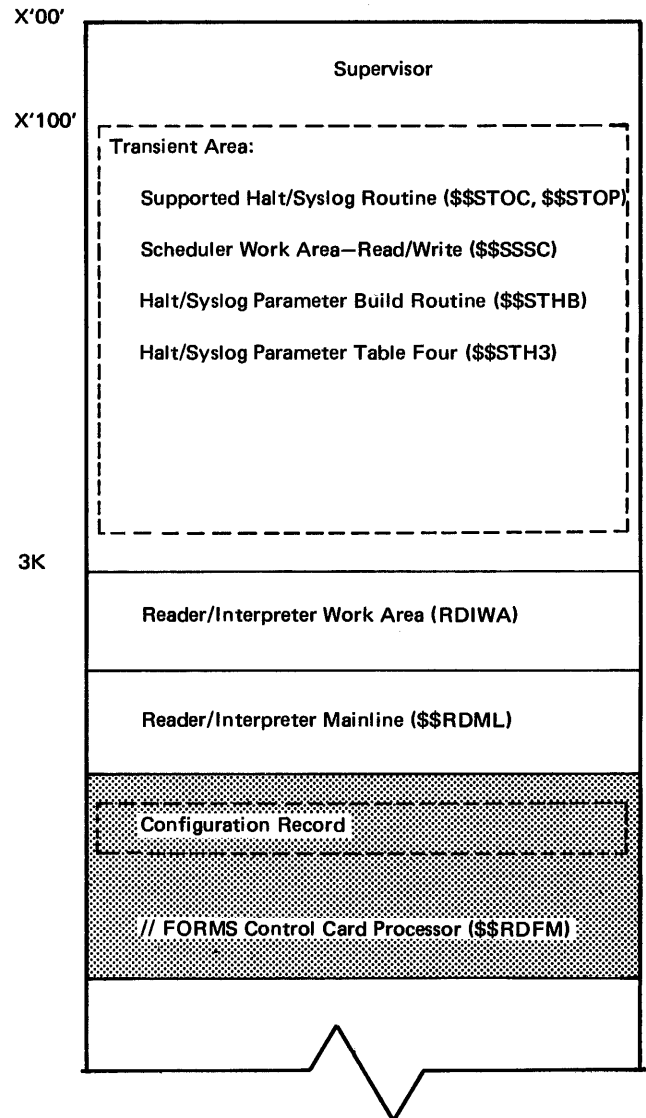 X'00'
Supervisor
X'100'
Transient Area:
Supported Halt/Syslog Routine ($$STOC, $$STOP)
Scheduler Work Area—Read/Write ($$SSSC)
Halt/Syslog Parameter Build Routine ($$STHB)
Halt/Syslog Parameter Table Four ($$STH3)
3K
Reader/Interpreter Work Area (RDIWA)
Reader/Interpreter Mainline ($$RDML)
Configuration Record
// FORMS Control Card Processor ($$RDFM)